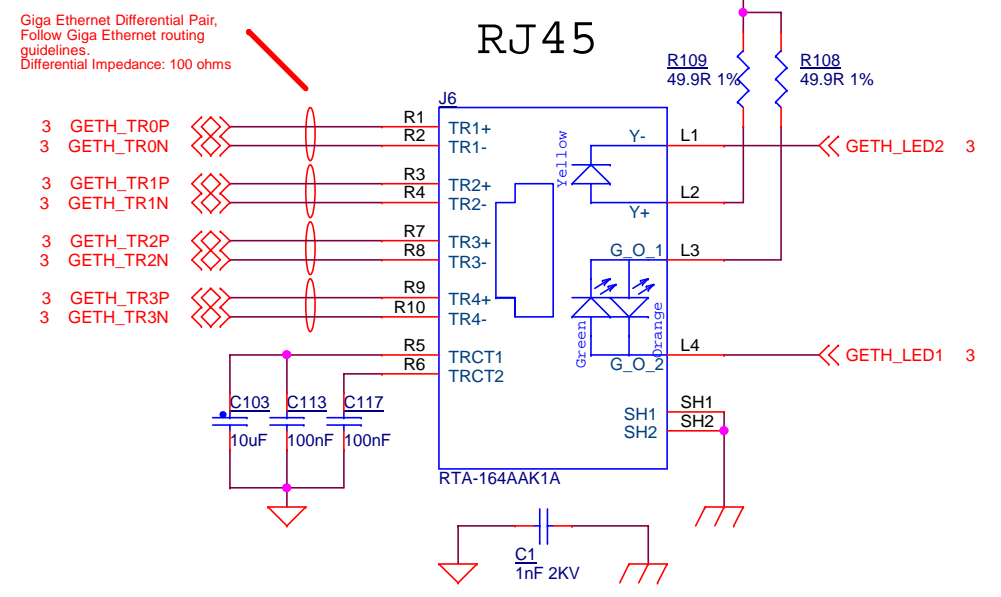 Giga Ethernet Differential Pair,
Follow Giga Ethernet routing
guidelines.
Differential Impedance: 100 ohms
RJ45
R109
49.9R 1%
R108
49.9R 1%
J6
3 GETH_TR0P
3 GETH_TR0N
3 GETH_TR1P
3 GETH_TR1N
3 GETH_TR2P
3 GETH_TR2N
3 GETH_TR3P
3 GETH_TR3N
R1
R2
R3
R4
R7
R8
R9
R10
R5
R6
TR1+
TR1-
TR2+
TR2-
TR3+
TR3-
TR4+
TR4-
TRCT1
TRCT2
Yellow
Y-
Y+
G_O_1
Green
Orange
G_O_2
SH1
SH2
L1
L2
L3
L4
SH1
SH2
GETH_LED2 3
GETH_LED1 3
C103
10uF
C113
100nF
C117
100nF
RTA-164AAK1A
C1
1nF 2KV